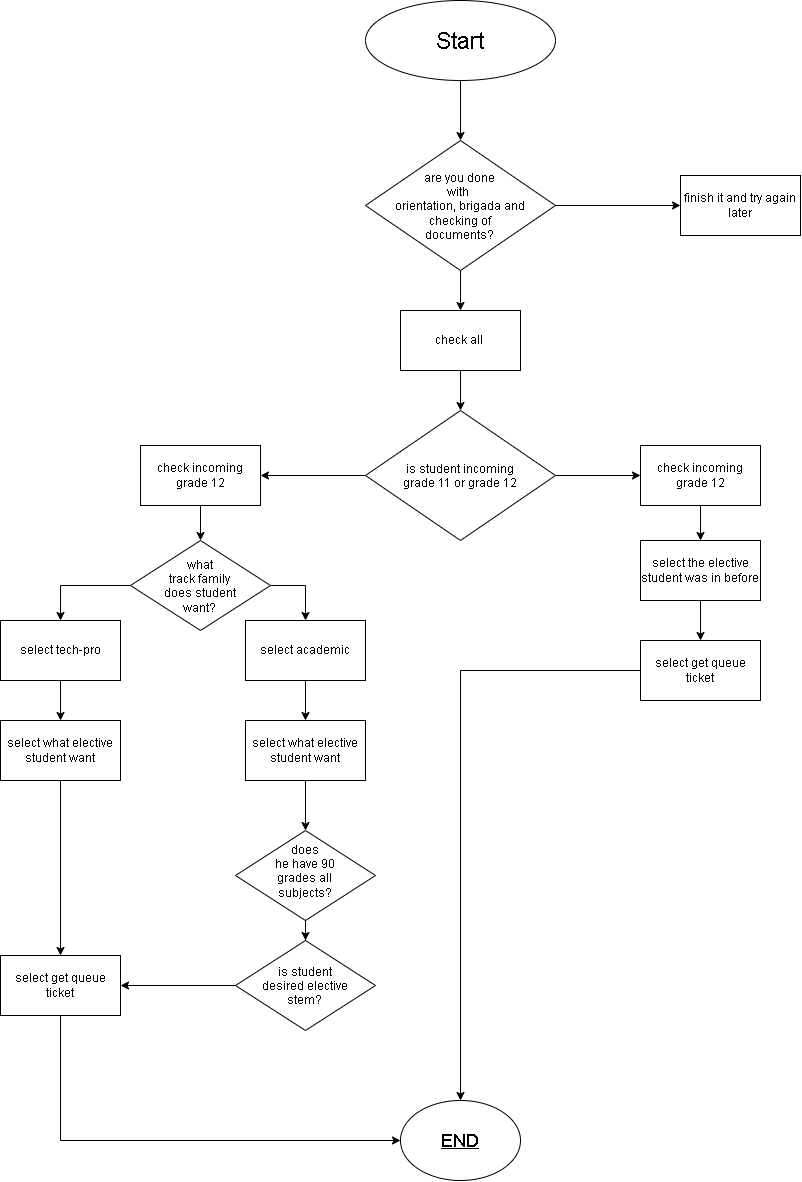 Start
are you done
with
orientation, brigada and
checking of
documents?
finish it and try again
later
check all
is student incoming
grade 11 or grade 12
check incoming
grade 12
check incoming
grade 12
what
track family
does student
want?
select the elective
student was in before
select tech-pro
select academic
select get queue
ticket
select what elective
student want
select what elective
student want
does
he have 90
grades all
subjects?
select get queue
ticket
is student
desired elective
stem?
END